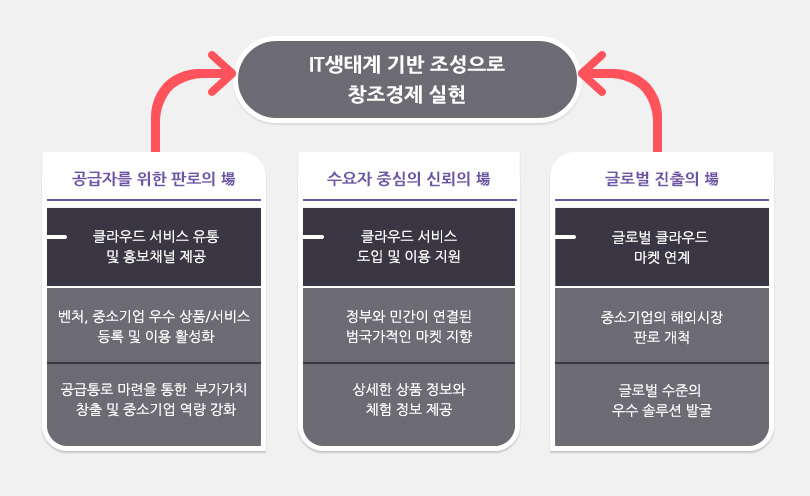 IT생태계 기반 조성으로
창조경제 실현
공급자를 위한 판로의 場
클라우드 서비스 유통
및 홍보채널 제공
벤처, 중소기업 우수 상품/서비스
등록 및 이용 활성화
공급통로 마련을 통한 부가가치
창출 및 중소기업 역량 강화
수요자 중심의 신뢰의 場
클라우드 서비스
도입 및 이용 지원
정부와 민간이 연결된
범국가적인 마켓 지향
상세한 상품 정보와
체험 정보 제공
글로벌 진출의 場
글로벌 클라우드
마켓 연계
중소기업의 해외시장
판로 개척
글로벌 수준의
우수 솔루션 발굴